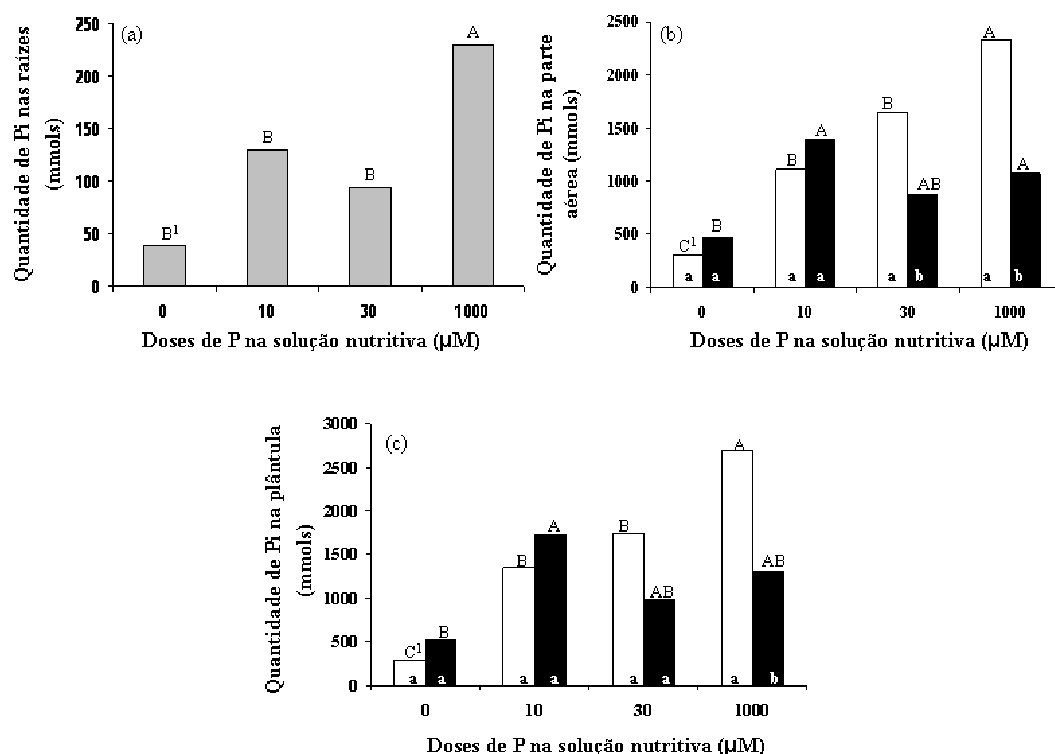 (a)
Quantidade de Pi nas raízes
(mmols)
250
200
150
100
50
0
B¹
B
B
A
0 10 30 1000
Doses de P na solução nutritiva (µM)
(b)
Quantidade de Pi na parte
aérea (mmols)
2500
2000
1500
1000
500
0
C¹ B
B A
B AB
A A
a a a a a b a b
0 10 30 1000
Doses de P na solução nutritiva (µM)
(c)
Quantidade de Pi na plântula
(mmols)
3000
2500
2000
1500
1000
500
0
C¹ B
B A
B AB
A AB
a a a a a a a b
0 10 30 1000
Doses de P na solução nutritiva (µM)